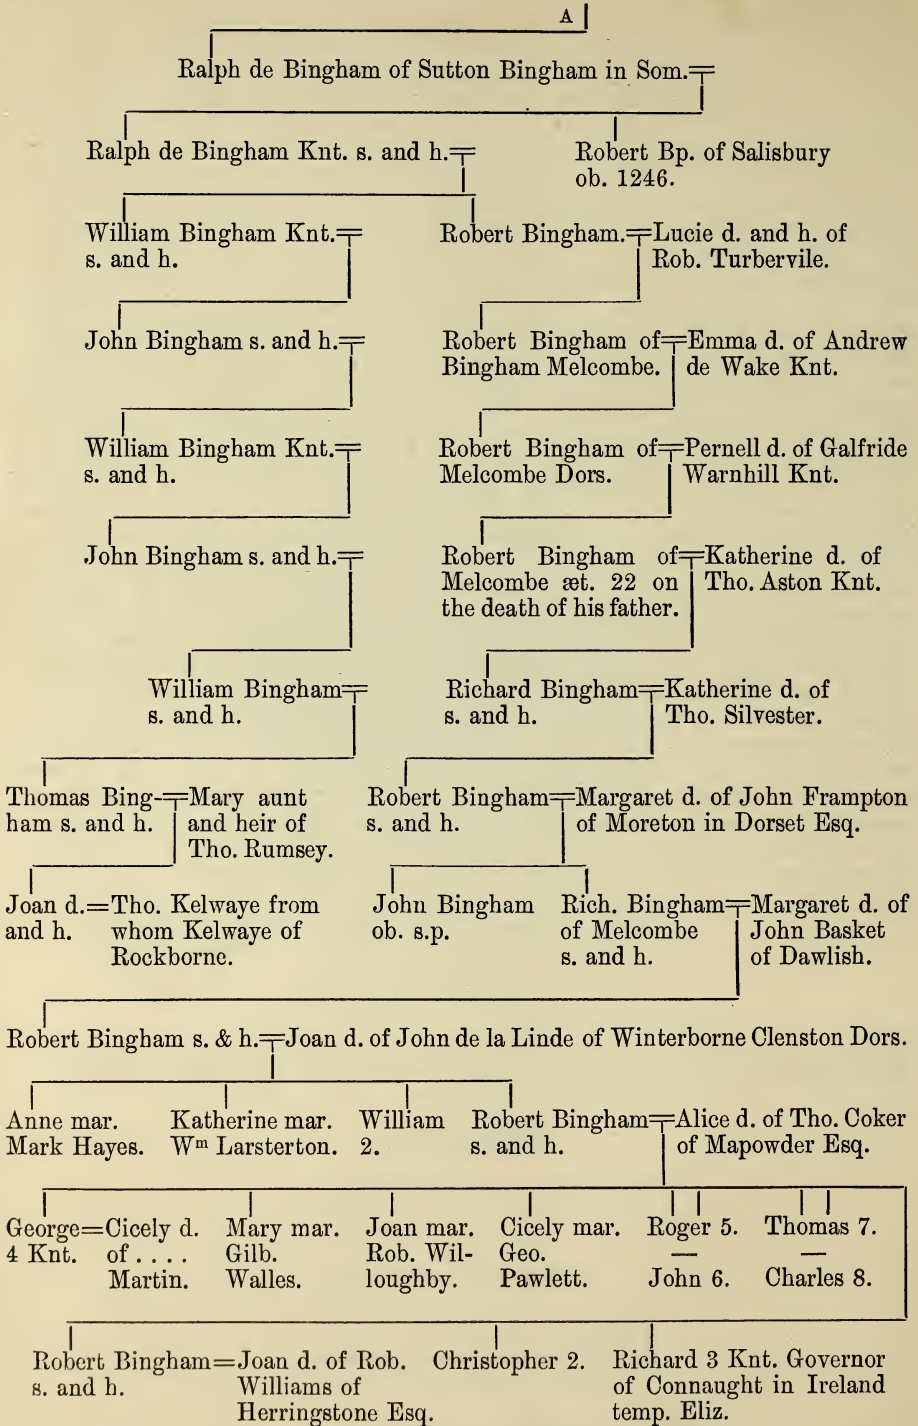 A
Ralph de Bingham of Sutton Bingham in Som.
Ralph de Bingham Knt. s. and h.
Robert Bp. of Salisbury
ob. 1246.
William Bingham Knt.
s. and h.
Robert Bingham.
Lucie d. and h. of
Rob. Turbervile.
John Bingham s. and h.
Robert Bingham of
Bingham Melcombe.
Emma d. of Andrew
de Wake Knt.
William Bingham Knt.
s. and h.
Robert Bingham of
Melcombe Dors.
Pernell d. of Galfride
Warnhill Knt.
John Bingham s. and h.
Robert Bingham of
Melcombe æt. 22 on
the death of his father.
Katherine d. of
Tho. Aston Knt.
William Bingham
s. and h.
Richard Bingham
s. and h.
Katherine d. of
Tho. Silvester.
Thomas Bing-
ham s. and h.
Mary aunt
and heir of
Tho. Rumsey.
Robert Bingham
s. and h.
Margaret d. of John Frampton
of Moreton in Dorset Esq.
Joan d.=Tho. Kelwaye from
and h. whom Kelwaye of
Rockborne.
John Bingham
ob. s.p.
Rich. Bingham
of Melcombe
s. and h.
Margaret d. of
John Basket
of Dawlish.
Robert Bingham s. & h.=Joan d. of John de la Linde of Winterborne Clenston Dors.
Anne mar.
Mark Hayes.
Katherine mar.
Wm Larsterton.
William
2.
Robert Bingham
s. and h.
Alice d. of Tho. Coker
of Mapowder Esq.
George=Cicely d.
4 Knt. of ....
Martin.
Mary mar.
Gilb.
Walles.
Joan mar.
Rob. Wil-
loughby.
Cicely mar.
Geo.
Pawlett.
Roger 5.
—
John 6.
Thomas 7.
—
Charles 8.
Robert Bingham=Joan d. of Rob.
s. and h. Williams of
Herringstone Esq.
Christopher 2.
Richard 3 Knt. Governor
of Connaught in Ireland
temp. Eliz.